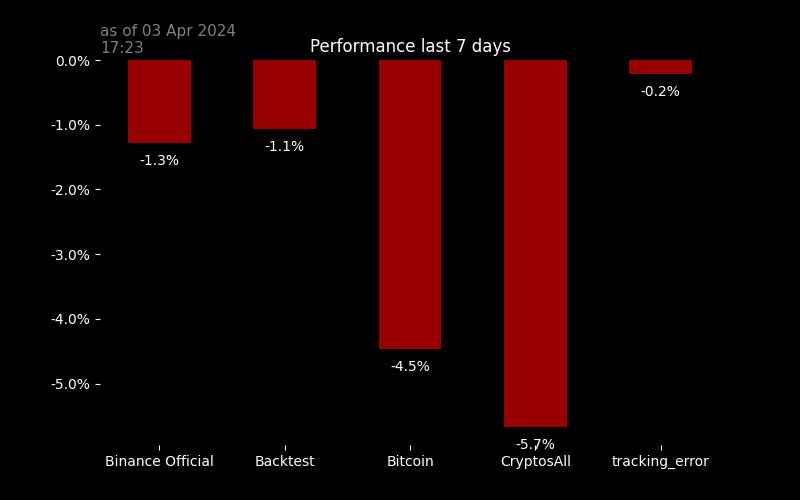 as of 03 Apr 2024
17:23
Performance last 7 days
0.0%
-1.0%
-2.0%
-3.0%
-4.0%
-5.0%
-1.3%
-1.1%
-4.5%
-5.7%
-0.2%
Binance Official
Backtest
Bitcoin
CryptosAll
tracking_error